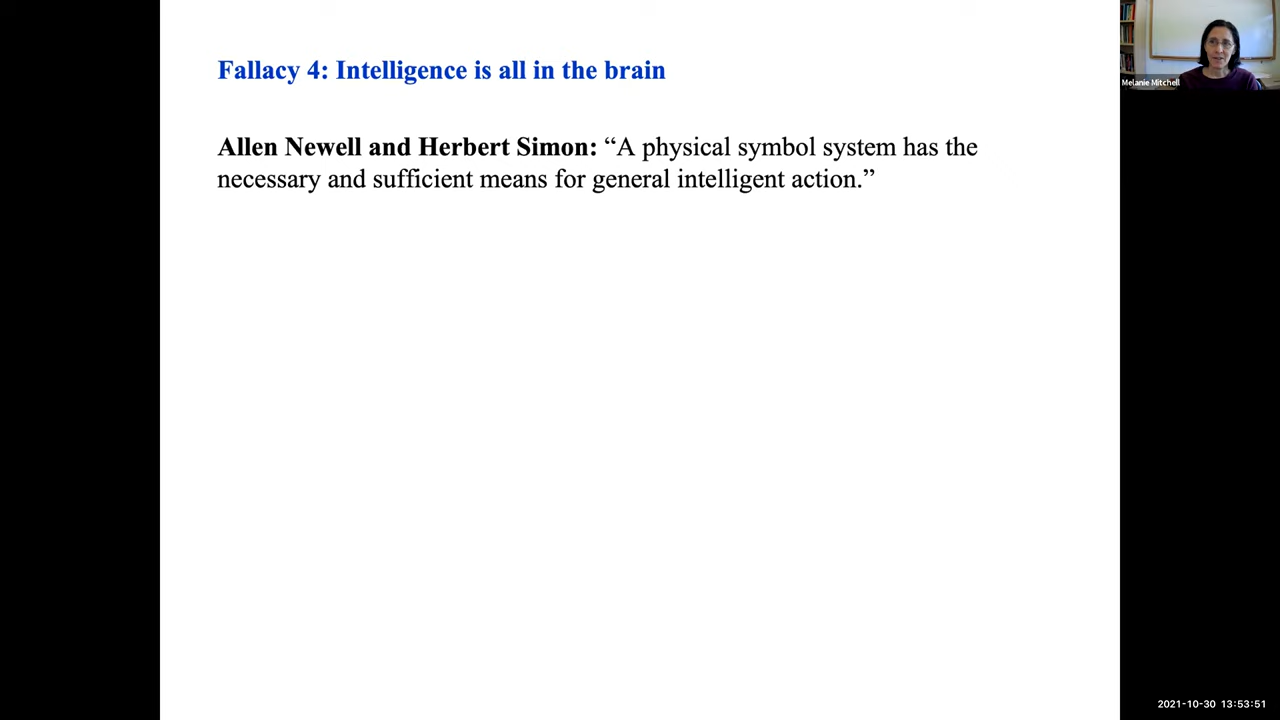 Fallacy 4: Intelligence is all in the brain
Allen Newell and Herbert Simon: “A physical symbol system has the
necessary and sufficient means for general intelligent action.”
Melanie Mitchell
2021-10-30 13:53:51